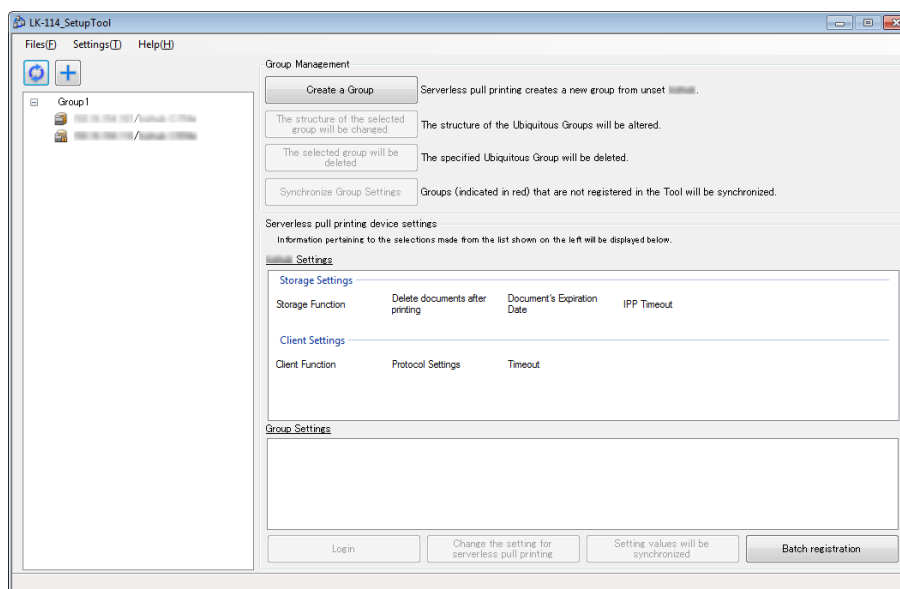 LK-114_SetupTool
Files(F) Settings(T) Help(H)
Group1
Group Management
Create a Group
Serverless pull printing creates a new group from unset .
The structure of the selected
group will be changed
The structure of the Ubiquitous Groups will be altered.
The selected group will be
deleted
The specified Ubiquitous Group will be deleted.
Synchronize Group Settings
Groups (indicated in red) that are not registered in the Tool will be synchronized.
Serverless pull printing device settings
Information pertaining to the selections made from the list shown on the left will be displayed below.
Settings
Storage Settings
Storage Function
Delete documents after
printing
Document's Expiration
Date
IPP Timeout
Client Settings
Client Function
Protocol Settings
Timeout
Group Settings
Login
Change the setting for
serverless pull printing
Setting values will be
synchronized
Batch registration